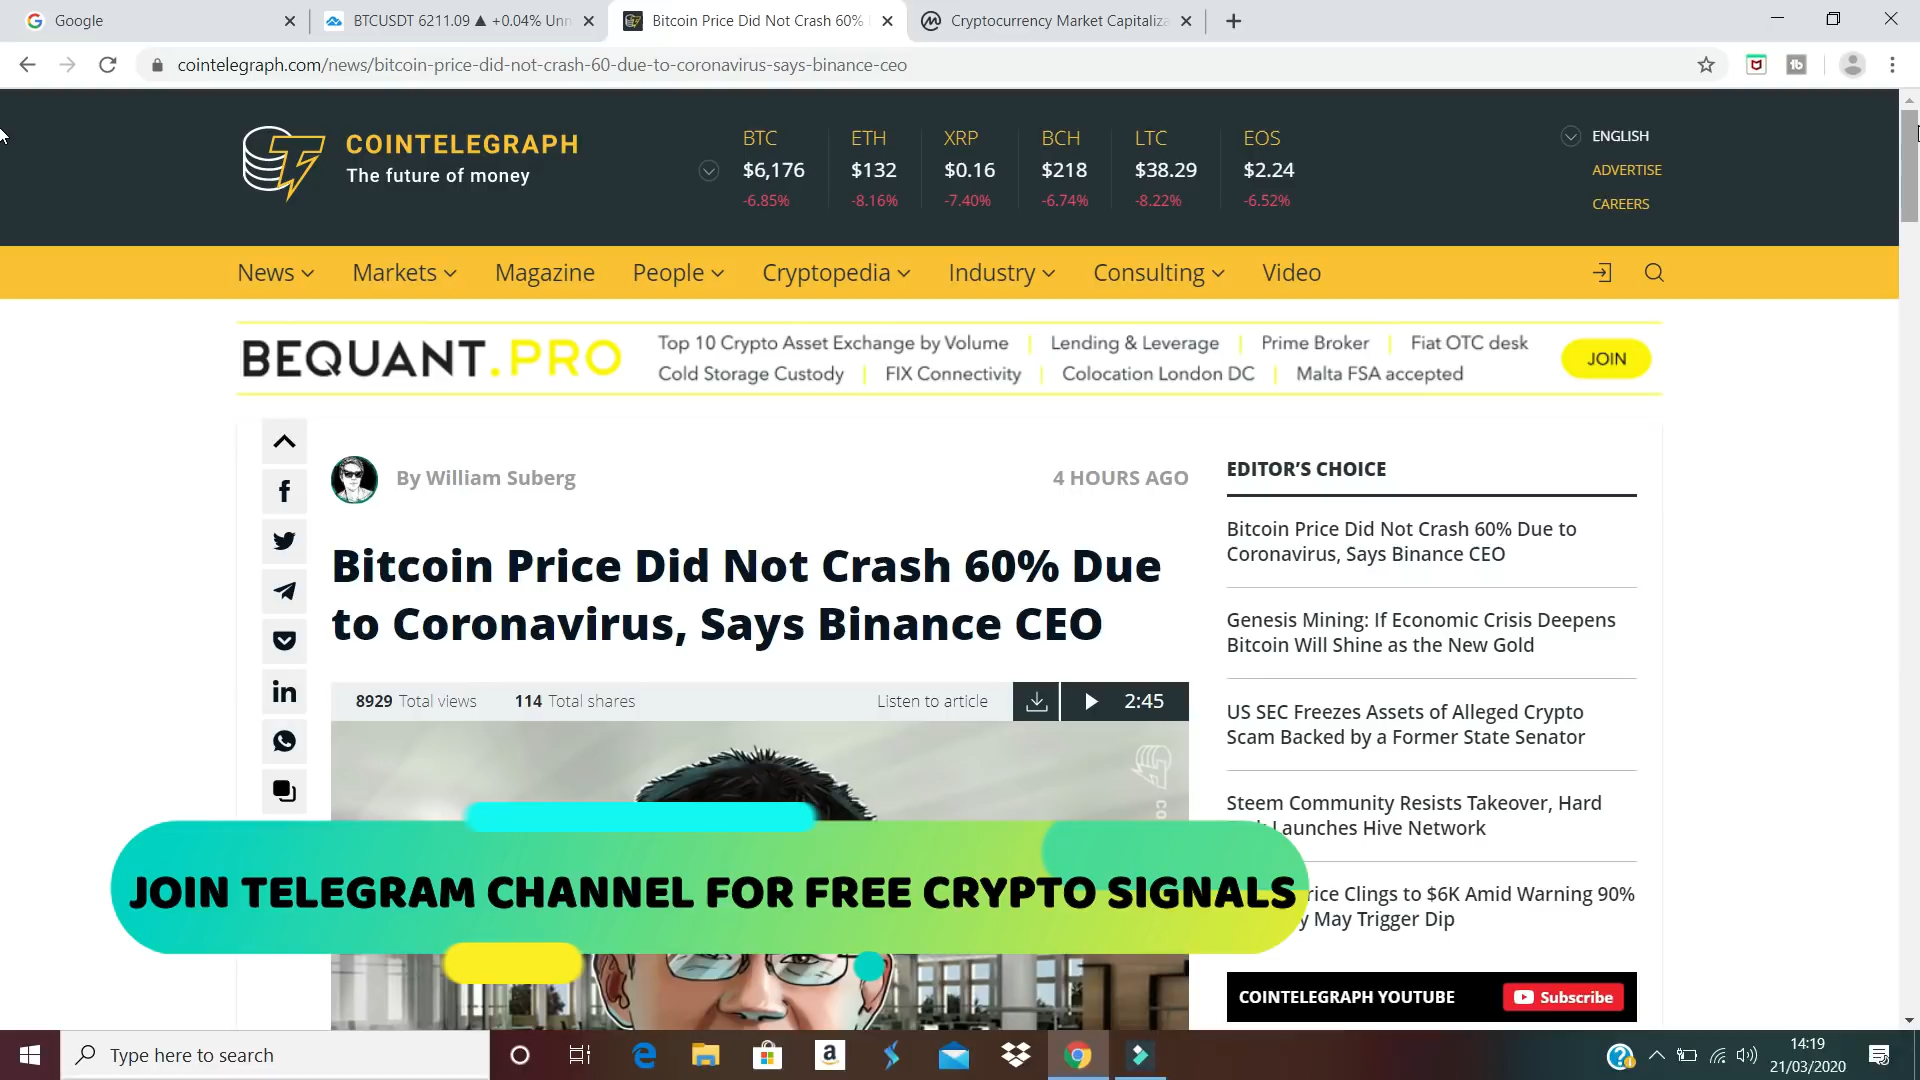 Google
BTCUSDT 6211.09 ▲ +0.04% Unn
Bitcoin Price Did Not Crash 60%
Cryptocurrency Market Capitaliza
cointelegraph.com/news/bitcoin-price-did-not-crash-60-due-to-coronavirus-says-binance-ceo
COINTELEGRAPH
The future of money
BTC ETH XRP BCH LTC EOS
$6,176 $132 $0.16 $218 $38.29 $2.24
-6.85% -8.16% -7.40% -6.74% -8.22% -6.52%
ENGLISH
ADVERTISE
CAREERS
News Markets Magazine People Cryptopedia Industry Consulting Video
BEQUANT.PRO
Top 10 Crypto Asset Exchange by Volume Lending & Leverage Prime Broker Fiat OTC desk
Cold Storage Custody FIX Connectivity Colocation London DC Malta FSA accepted
JOIN
By William Suberg
4 HOURS AGO
Bitcoin Price Did Not Crash 60% Due
to Coronavirus, Says Binance CEO
8929 Total views 114 Total shares Listen to article 2:45
EDITOR'S CHOICE
Bitcoin Price Did Not Crash 60% Due to
Coronavirus, Says Binance CEO
Genesis Mining: If Economic Crisis Deepens
Bitcoin Will Shine as the New Gold
US SEC Freezes Assets of Alleged Crypto
Scam Backed by a Former State Senator
Steem Community Resists Takeover, Hard
Launches Hive Network
rice Clings to $6K Amid Warning 90%
y May Trigger Dip
COINTELEGRAPH YOUTUBE
Subscribe
JOIN TELEGRAM CHANNEL FOR FREE CRYPTO SIGNALS
Type here to search
14:19
21/03/2020